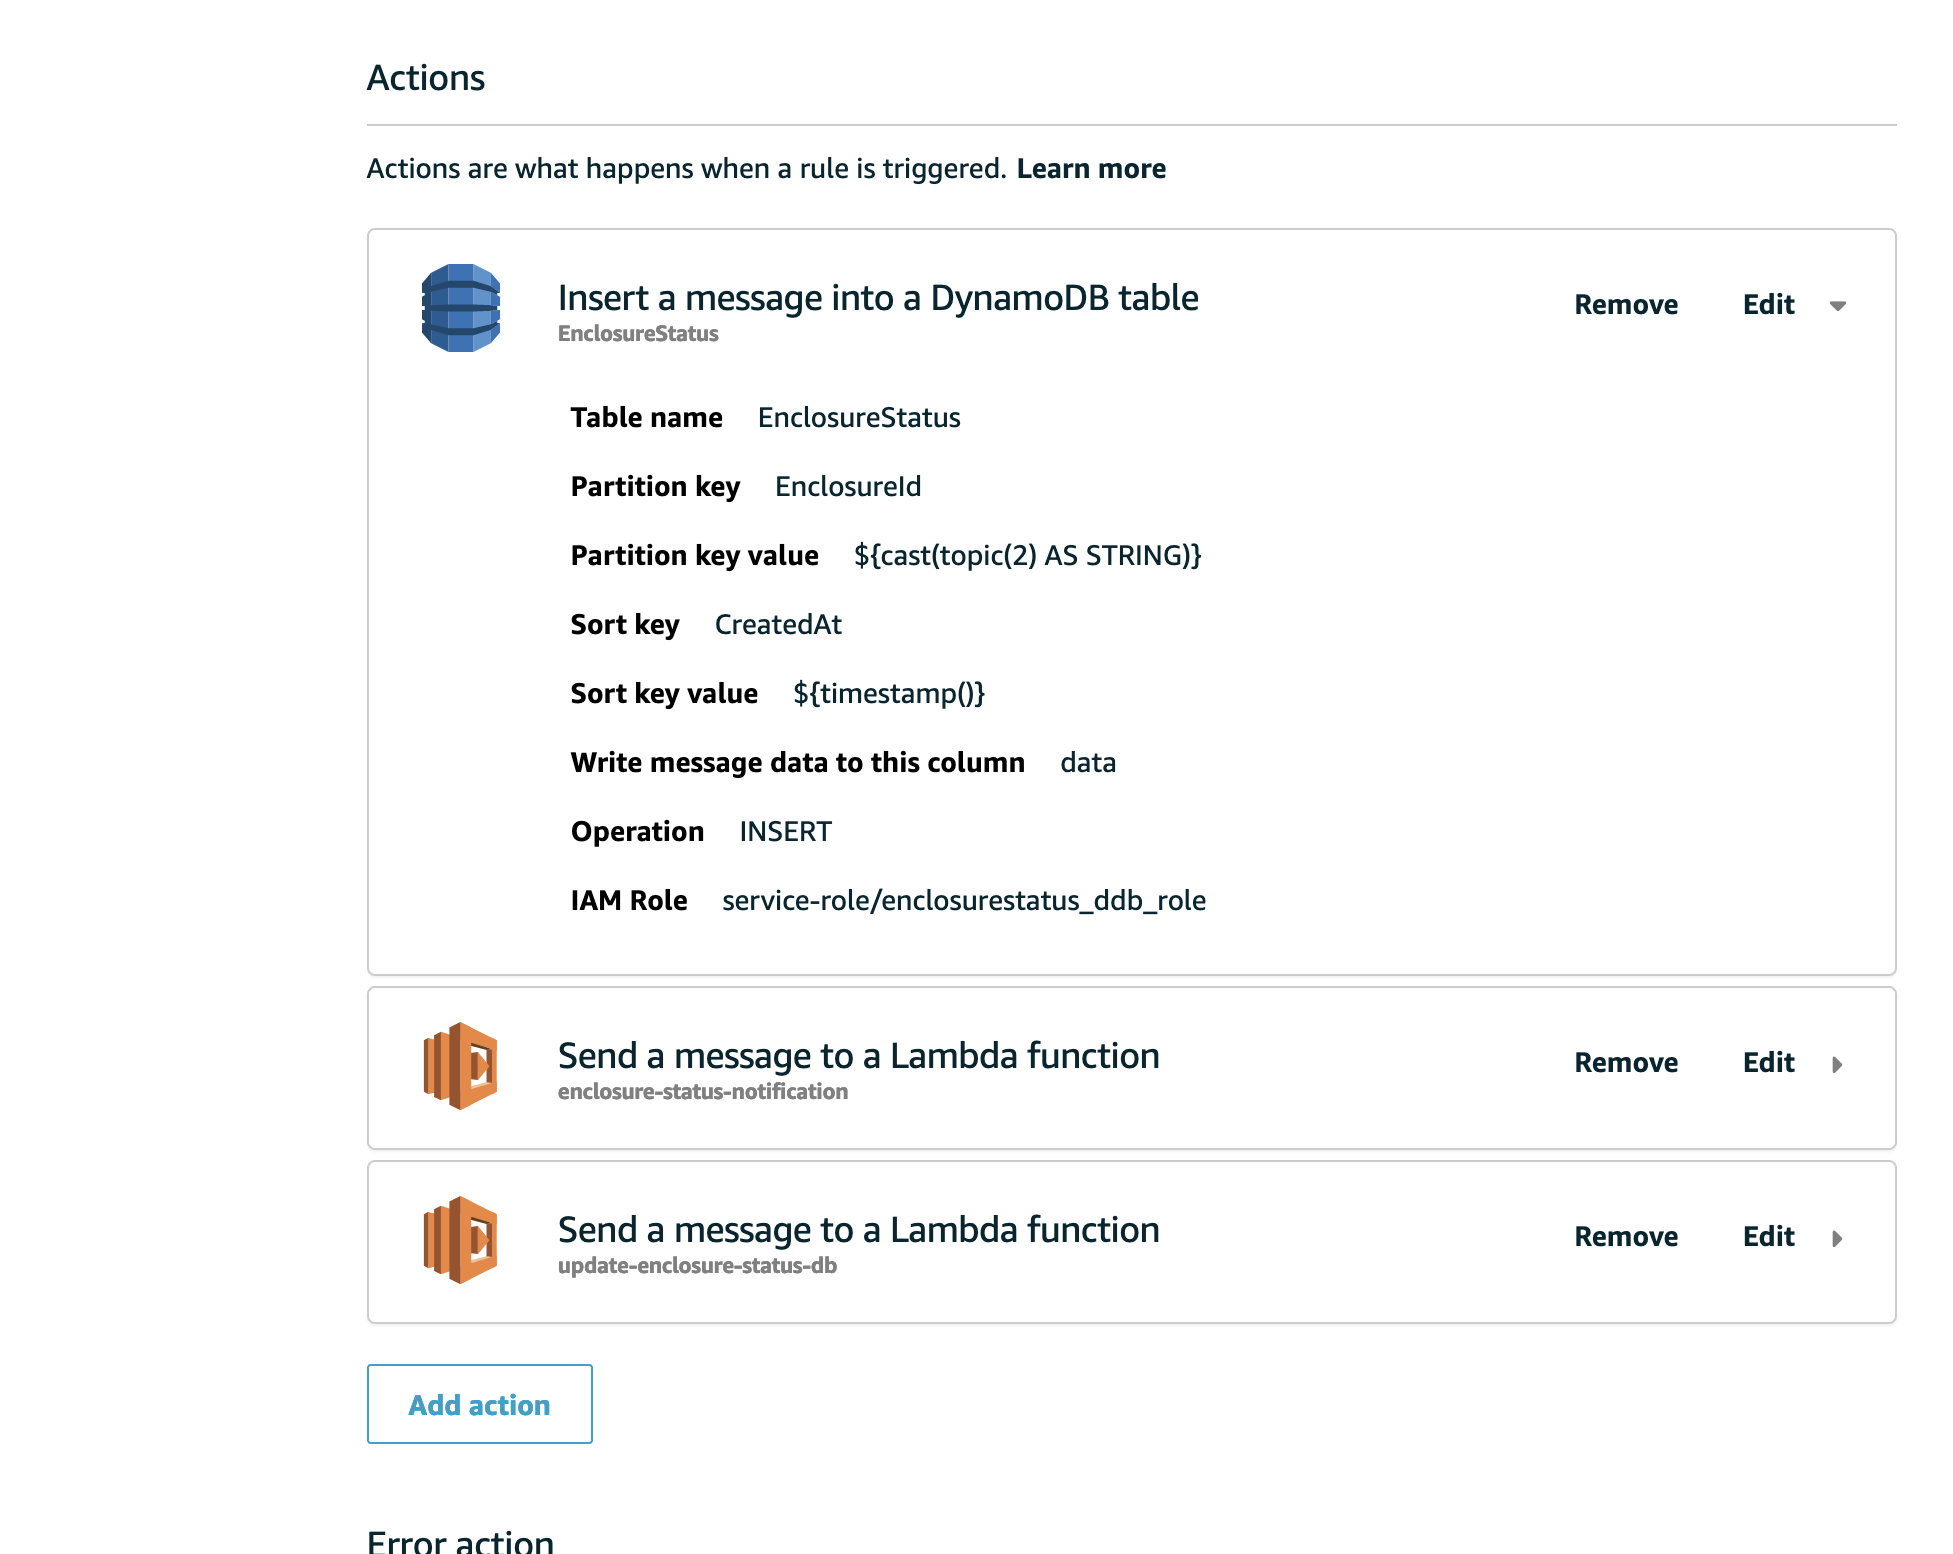 Actions
Actions are what happens when a rule is triggered. Learn more
Insert a message into a DynamoDB table
EnclosureStatus
Remove Edit
Table name EnclosureStatus
Partition key EnclosureId
Partition key value ${cast(topic(2) AS STRING)}
Sort key CreatedAt
Sort key value ${timestamp()}
Write message data to this column data
Operation INSERT
IAM Role service-role/enclosurestatus_ddb_role
Send a message to a Lambda function
enclosure-status-notification
Remove Edit
Send a message to a Lambda function
update-enclosure-status-db
Remove Edit
Add action
Error action